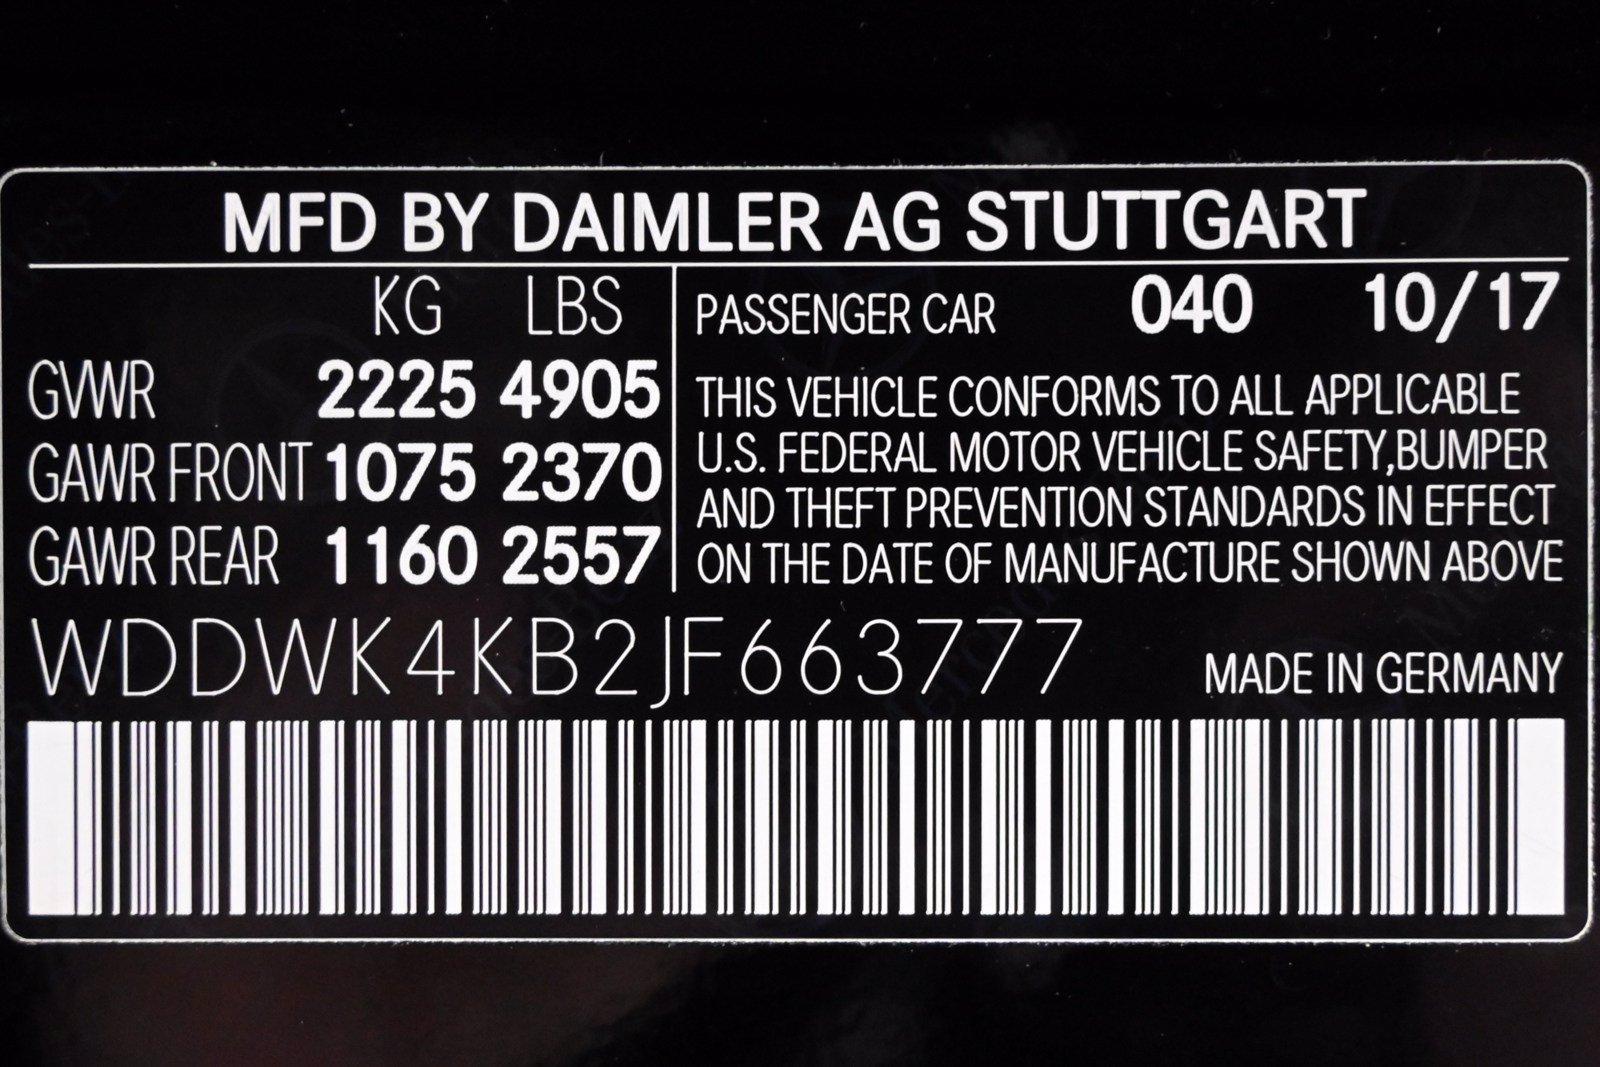 MFD BY DAIMLER AG STUTTGART
KG LBS
GVWR 2225 4905
GAWR FRONT 1075 2370
GAWR REAR 1160 2557
PASSENGER CAR 040 10/17
THIS VEHICLE CONFORMS TO ALL APPLICABLE
U.S. FEDERAL MOTOR VEHICLE SAFETY,BUMPER
AND THEFT PREVENTION STANDARDS IN EFFECT
ON THE DATE OF MANUFACTURE SHOWN ABOVE
WDDWK4KB2JF663777
MADE IN GERMANY